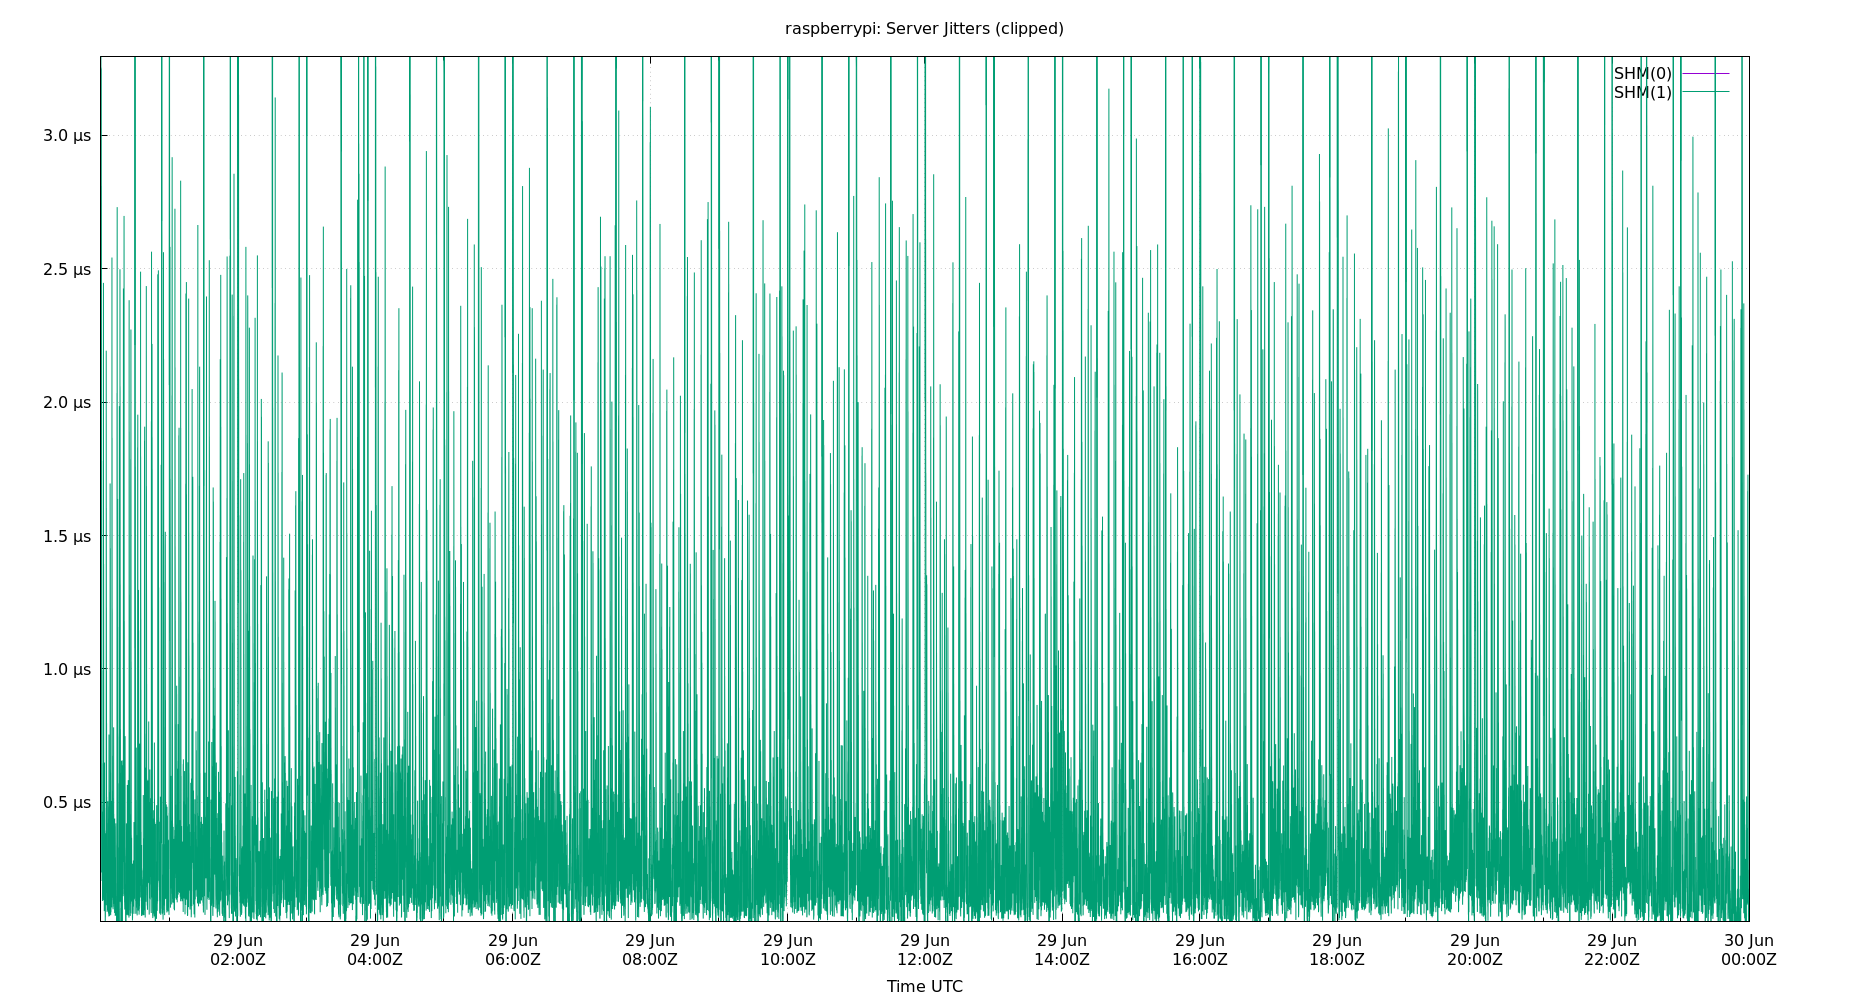 raspberrypi: Server Jitters (clipped)
SHM(0)
SHM(1)
3.0 µs
2.5 µs
2.0 µs
1.5 µs
1.0 µs
0.5 µs
29 Jun 29 Jun 29 Jun 29 Jun 29 Jun 29 Jun 29 Jun 29 Jun 29 Jun 29 Jun 29 Jun 30 Jun
02:00Z 04:00Z 06:00Z 08:00Z 10:00Z 12:00Z 14:00Z 16:00Z 18:00Z 20:00Z 22:00Z 00:00Z
Time UTC